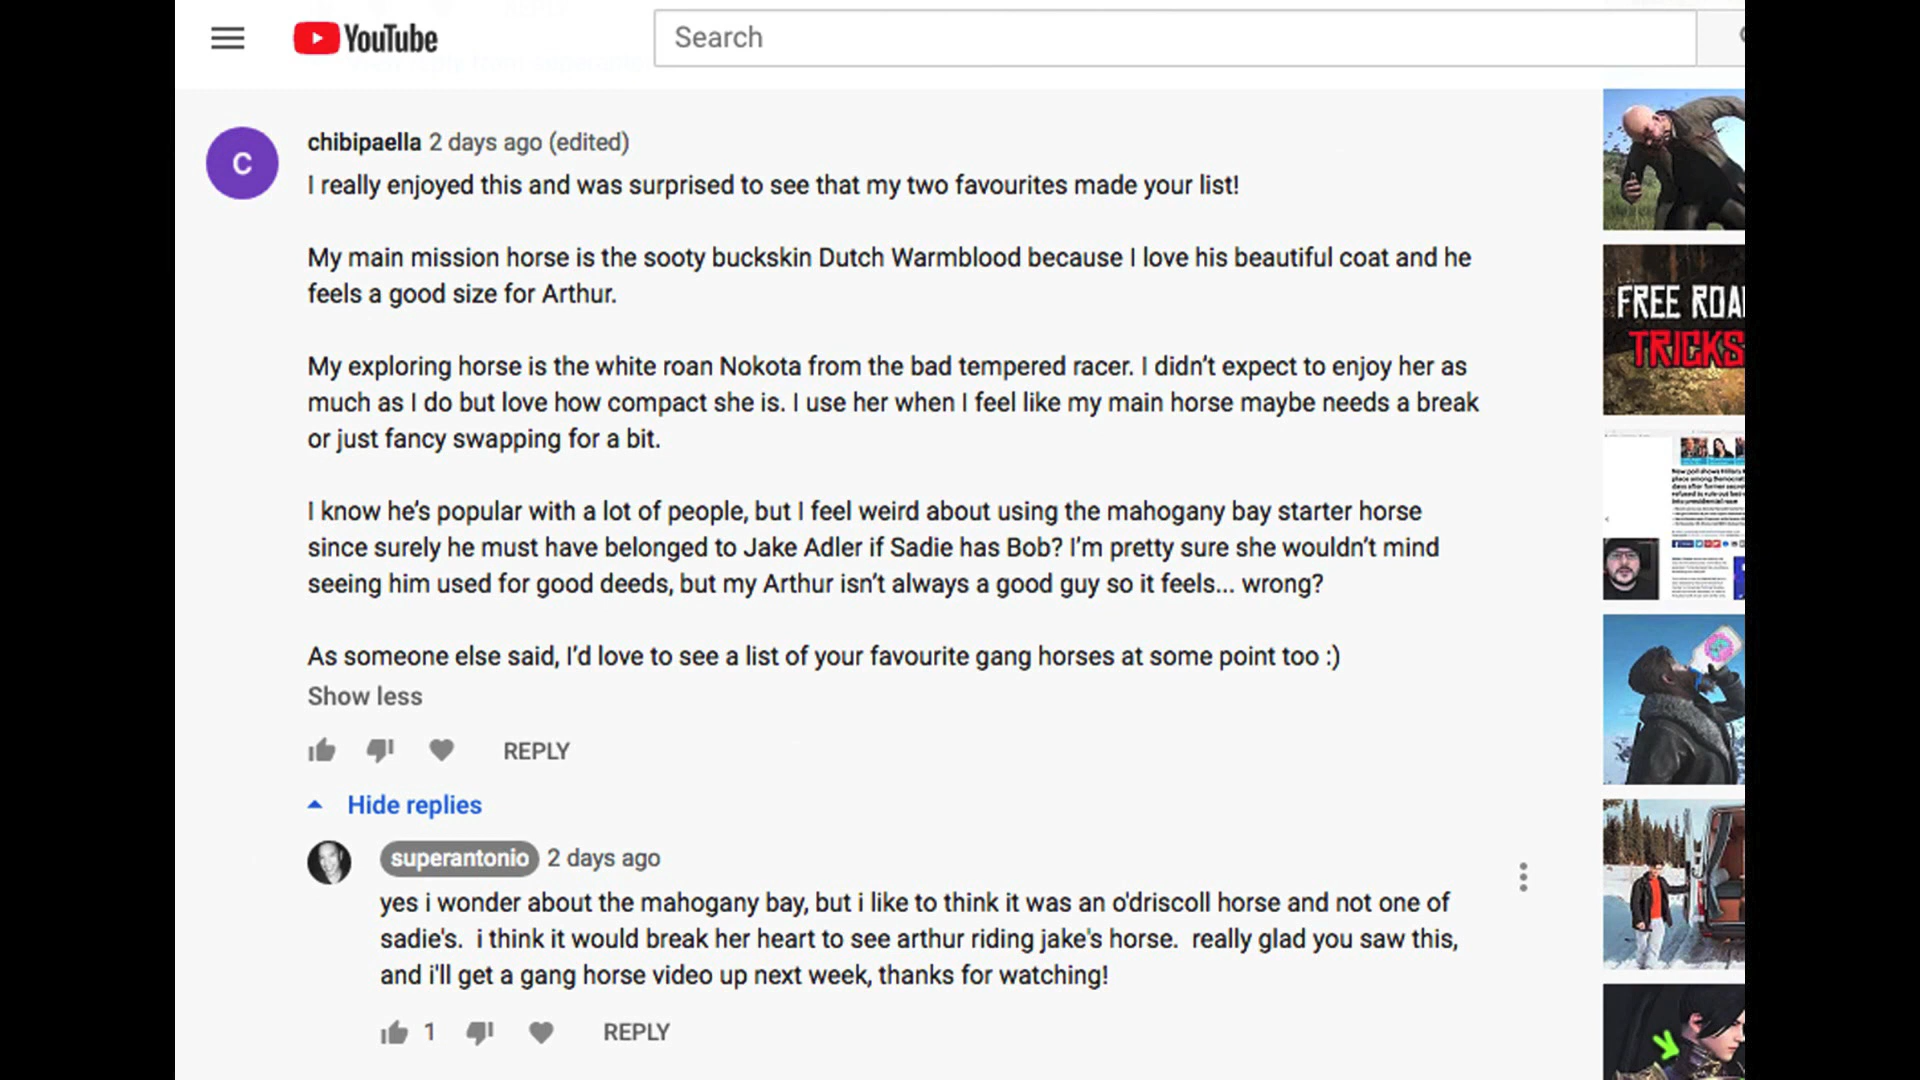 YouTube
Search
C
chibipaella 2 days ago (edited)
I really enjoyed this and was surprised to see that my two favourites made your list!
My main mission horse is the sooty buckskin Dutch Warmblood because I love his beautiful coat and he
feels a good size for Arthur.
My exploring horse is the white roan Nokota from the bad tempered racer. I didn't expect to enjoy her as
much as I do but love how compact she is. I use her when I feel like my main horse maybe needs a break
or just fancy swapping for a bit.
I know he's popular with a lot of people, but I feel weird about using the mahogany bay starter horse
since surely he must have belonged to Jake Adler if Sadie has Bob? I'm pretty sure she wouldn't mind
seeing him used for good deeds, but my Arthur isn't always a good guy so it feels... wrong?
As someone else said, I'd love to see a list of your favourite gang horses at some point too :)
Show less
REPLY
Hide replies
superantonio 2 days ago
yes i wonder about the mahogany bay, but i like to think it was an o'driscoll horse and not one of
sadie's. i think it would break her heart to see arthur riding jake's horse. really glad you saw this,
and i'll get a gang horse video up next week, thanks for watching!
1 REPLY
FREE ROA
TRICKS